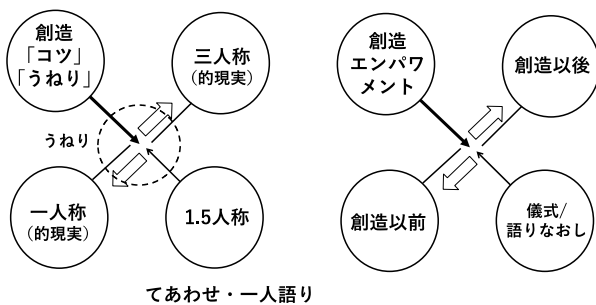 創造
「コツ」
「うねり」
三人称
(的現実)
うねり
一人称
(的現実)
1.5人称
創造
エンパワ
メント
創造以後
創造以前
儀式/
語りなおし
てあわせ・一人語り